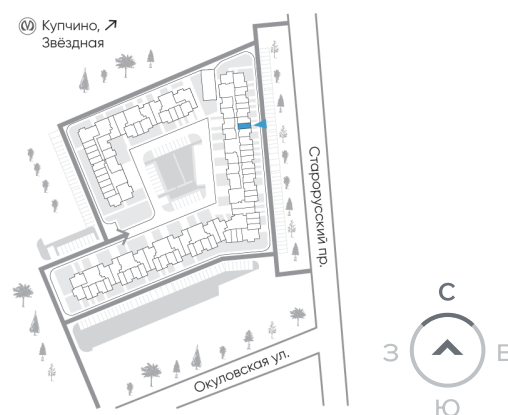 Купчино, ↗
Звёздная
Старорусский пр.
Окуловская ул.
С
З
В
Ю